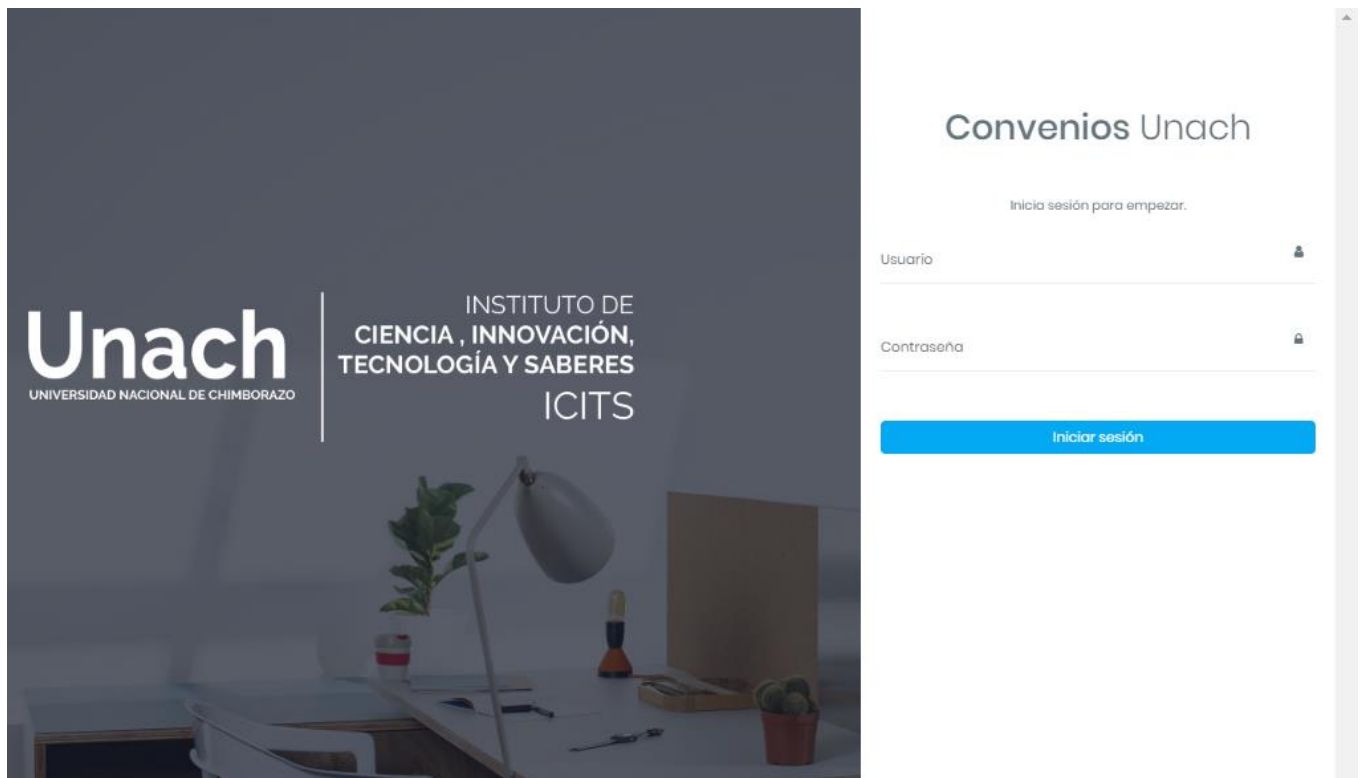 Unach
UNIVERSIDAD NACIONAL DE CHIMBORAZO
INSTITUTO DE
CIENCIA , INNOVACIÓN,
TECNOLOGÍA Y SABERES
ICITS
Convenios Unach
Inicia sesión para empezar.
Usuario
Contraseña
Iniciar sesión